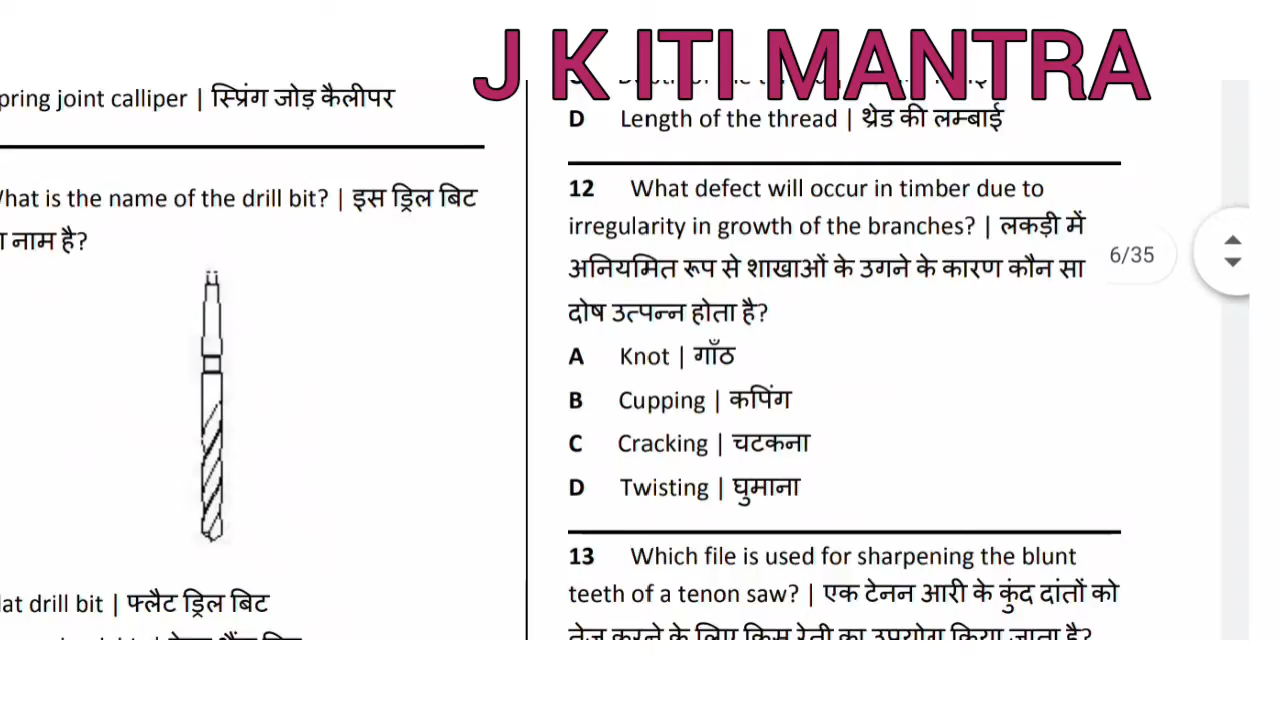 J K ITI MANTRA
pring joint calliper | स्प्रिंग जोड़ कैलीपर
hat is the name of the drill bit? | इस ड्रिल बिट
नाम है?
lat drill bit | फ्लैट ड्रिल बिट
D Length of the thread | थ्रेड की लम्बाई
12 What defect will occur in timber due to
irregularity in growth of the branches? | लकड़ी में
अनियमित रूप से शाखाओं के उगने के कारण कौन सा
दोष उत्पन्न होता है?
A Knot | गाँठ
B Cupping | कपिंग
C Cracking | चटकना
D Twisting | घुमाना
13 Which file is used for sharpening the blunt
teeth of a tenon saw? | एक टेनन आरी के कुंद दांतों को
तेज करने के लिए किस रेती का उपयोग किया जाता है?
6/35